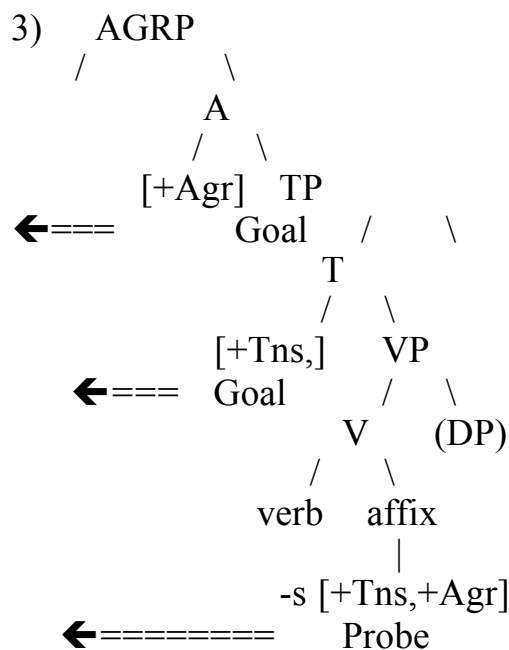 3) AGRP
/ \
A
/ \
[+Agr] TP
🡸=== Goal / \
T
/ \
[+Tns,] VP
🡸=== Goal / \
V (DP)
/ \
verb affix
|
-s [+Tns,+Agr]
🡸======== Probe